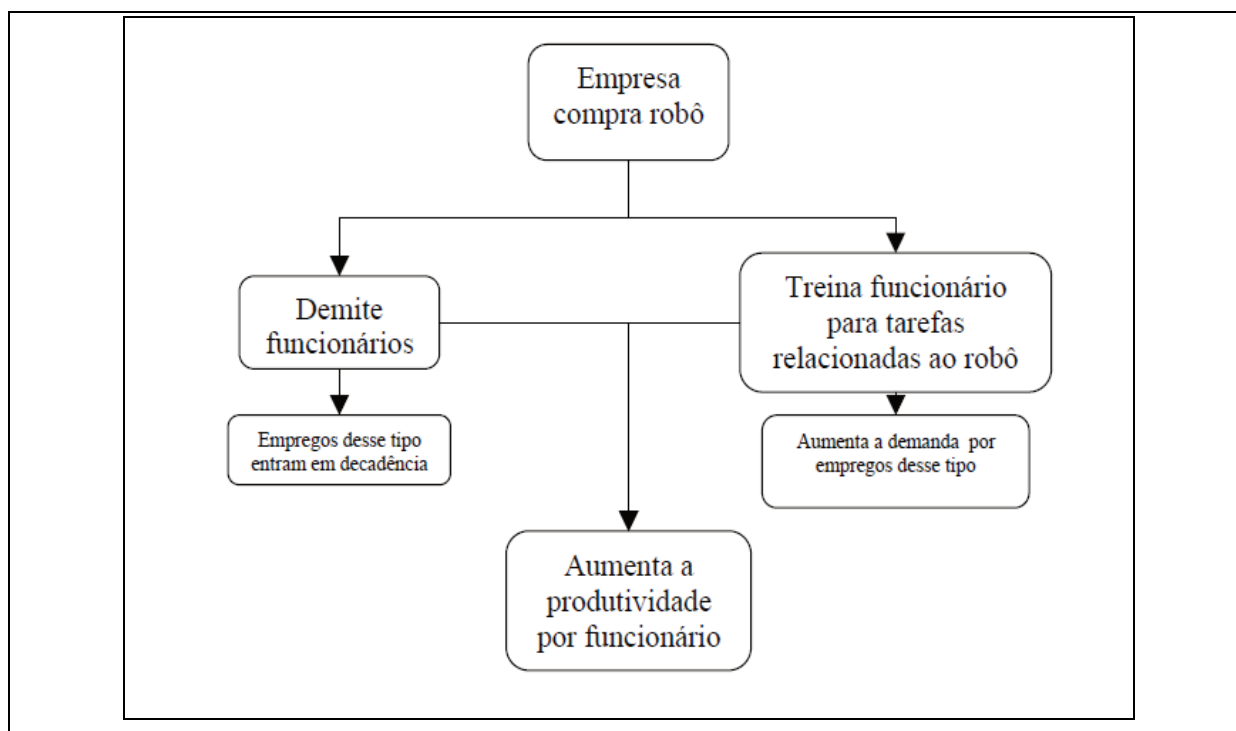 Empresa
compra robô
Demite
funcionários
Treina funcionário
para tarefas
relacionadas ao robô
Empregos desse tipo
entram em decadência
Aumenta a demanda por
empregos desse tipo
Aumenta a
produtividade
por funcionário